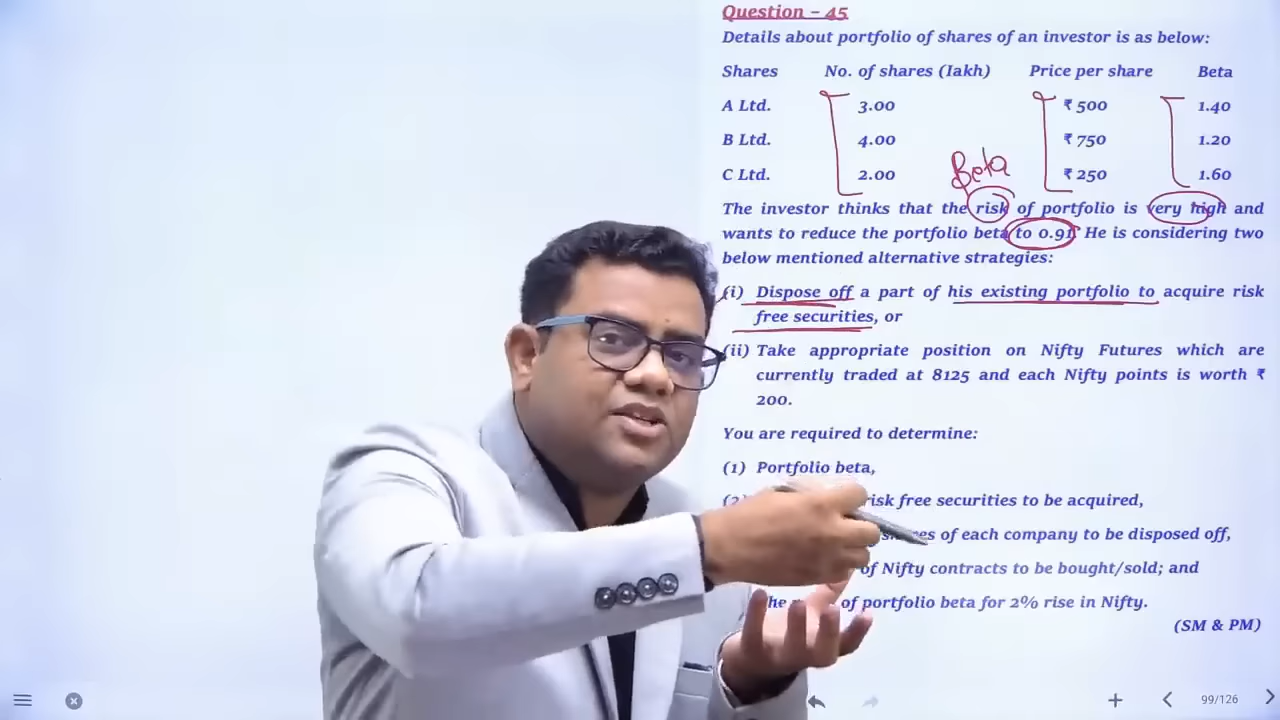 Question – 45
Details about portfolio of shares of an investor is as below:
Shares No. of shares (lakh) Price per share Beta
A Ltd. 3.00 ₹ 500 1.40
B Ltd. 4.00 ₹ 750 1.20
Beta
C Ltd. 2.00 ₹ 250 1.60
The investor thinks that the risk of portfolio is very high and
wants to reduce the portfolio beta to 0.91. He is considering two
below mentioned alternative strategies:
(i) Dispose off a part of his existing portfolio to acquire risk
free securities, or
(ii) Take appropriate position on Nifty Futures which are
currently traded at 8125 and each Nifty points is worth ₹
200.
You are required to determine:
(1) Portfolio beta,
risk free securities to be acquired,
of each company to be disposed off,
of Nifty contracts to be bought/sold; and
of portfolio beta for 2% rise in Nifty.
(SM & PM)
99/126